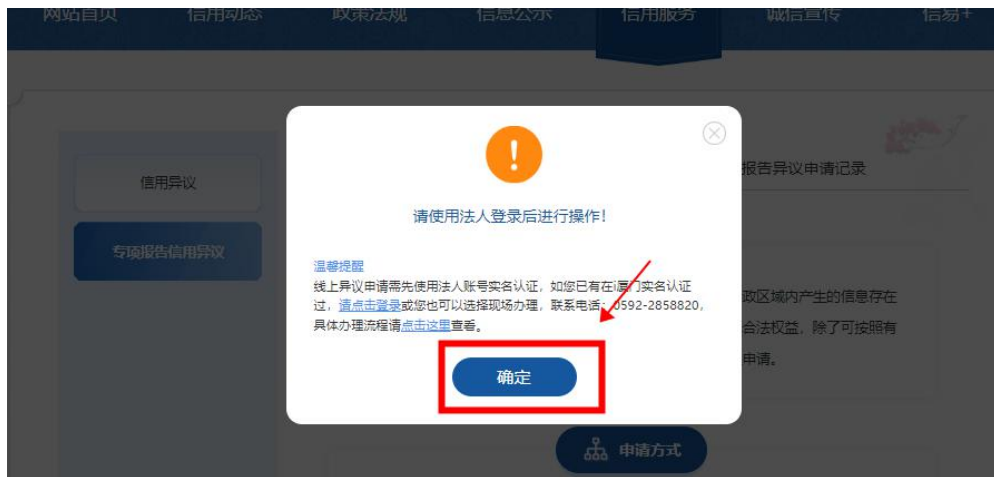 网站首页 信用动态 政策法规 信息公示 信用服务 诚信宣传 信易+
信用异议
专项报告信用异议
报告异议申请记录
请使用法人登录后进行操作！
温馨提醒
线上异议申请需先使用法人账号实名认证，如您已有在i厦门实名认证
过，请点击登录或您也可以选择现场办理，联系电话：0592-2858820，
具体办理流程请点击这里查看。
确定
政区域内产生的信息存在
合法权益，除了可按照有
申请。
申请方式